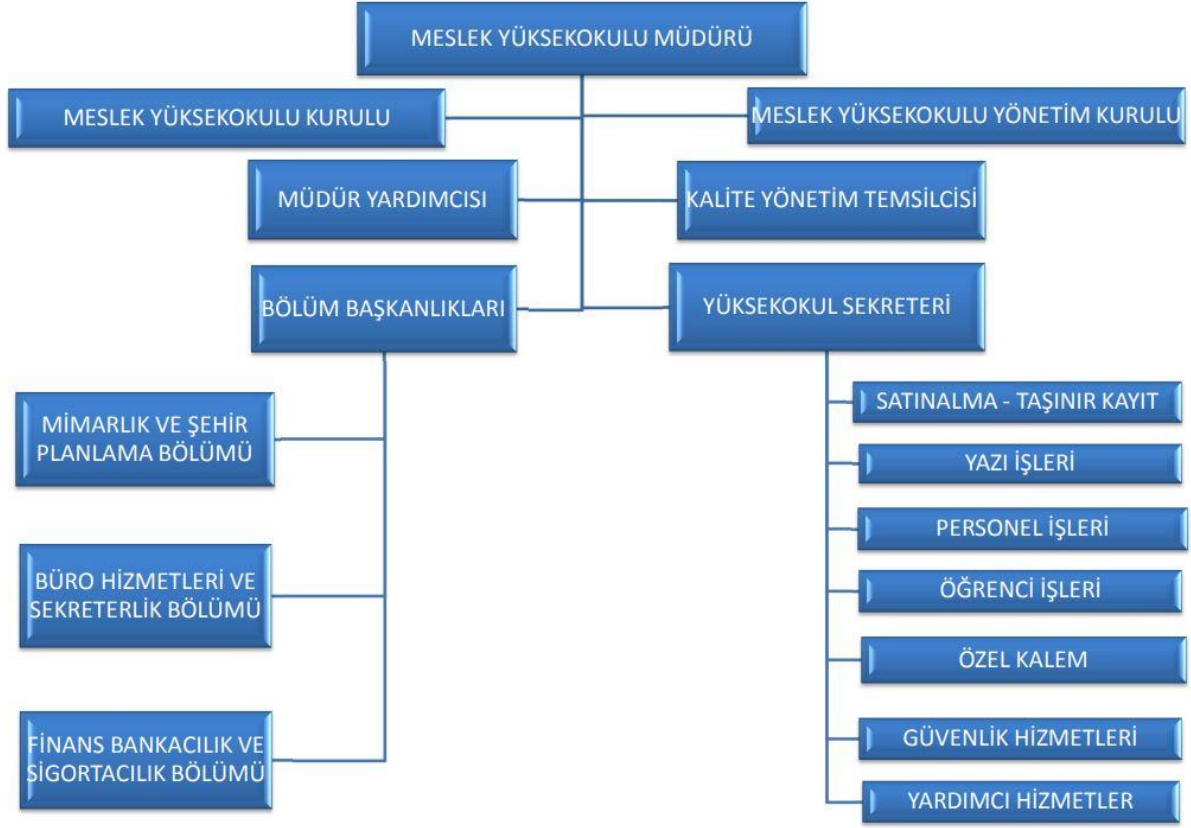 MESLEK YÜKSEKOKULU MÜDÜRÜ
MESLEK YÜKSEKOKULU KURULU
MESLEK YÜKSEKOKULU YÖNETİM KURULU
MÜDÜR YARDIMCISI
KALİTE YÖNETİM TEMSİLCİSİ
BÖLÜM BAŞKANLIKLARI
YÜKSEKOKUL SEKRETERİ
MİMARLIK VE ŞEHİR
PLANLAMA BÖLÜMÜ
BÜRO HİZMETLERİ VE
SEKRETERLİK BÖLÜMÜ
FİNANS BANKACILIK VE
SİGORTACILIK BÖLÜMÜ
SATINALMA - TAŞINIR KAYIT
YAZI İŞLERİ
PERSONEL İŞLERİ
ÖĞRENCİ İŞLERİ
ÖZEL KALEM
GÜVENLİK HİZMETLERİ
YARDIMCI HİZMETLER